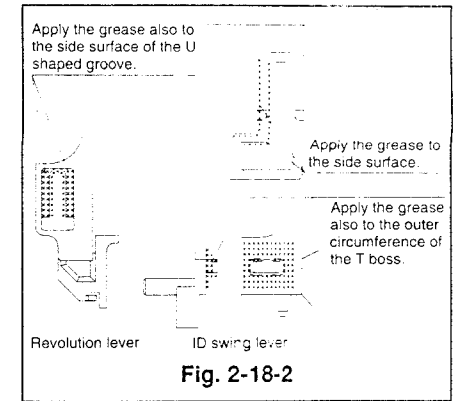 Apply the grease also to
the side surface of the U
shaped groove.
Apply the grease to
the side surface.
Apply the grease
also to the outer
circumference of
the T boss.
Revolution lever
ID swing lever
Fig. 2-18-2